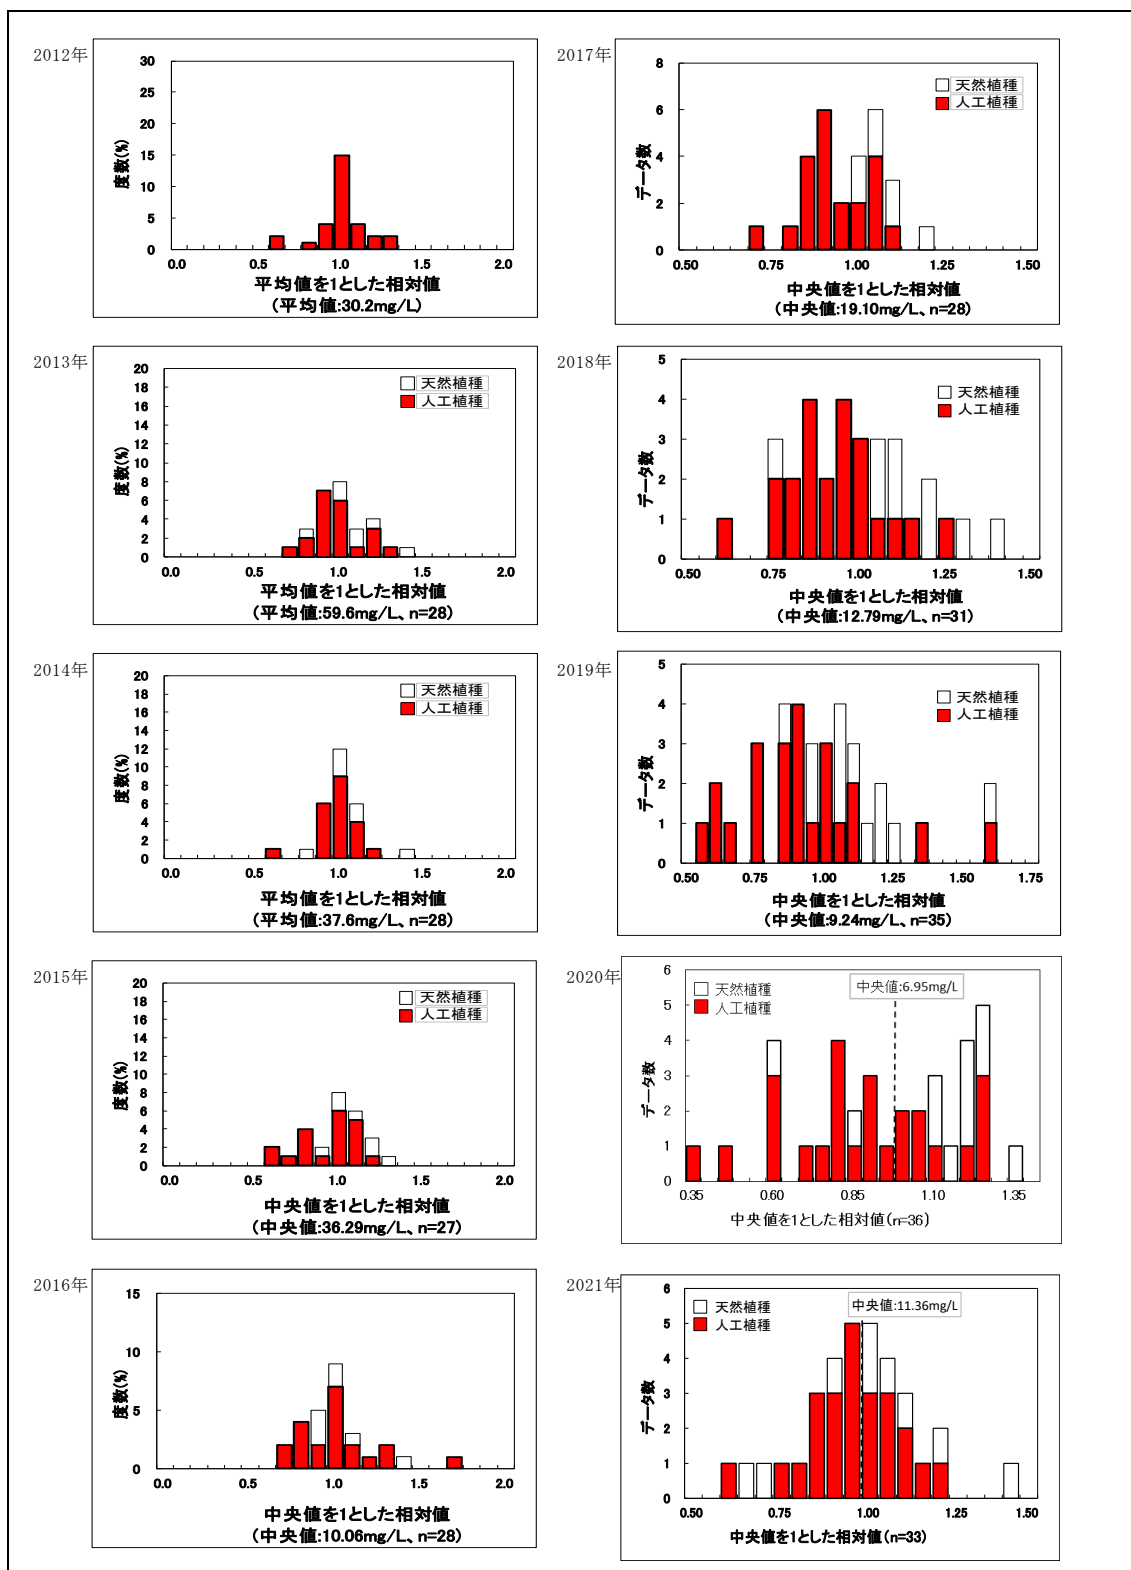 2012年
30
25
20
15
10
5
0
度数(%)
0.0 0.5 1.0 1.5 2.0
平均値を1とした相対値
(平均値:30.2mg/L)
2013年
20
18
16
14
12
10
8
6
4
2
0
度数(%)
天然植種
人工植種
0.0 0.5 1.0 1.5 2.0
平均値を1とした相対値
(平均値:59.6mg/L、n=28)
2014年
20
18
16
14
12
10
8
6
4
2
0
度数(%)
天然植種
人工植種
0.0 0.5 1.0 1.5 2.0
平均値を1とした相対値
(平均値:37.6mg/L、n=28)
2015年
20
18
16
14
12
10
8
6
4
2
0
度数(%)
天然植種
人工植種
0.0 0.5 1.0 1.5 2.0
中央値を1とした相対値
(中央値:36.29mg/L、n=27)
2016年
15
10
5
0
度数(%)
0.0 0.5 1.0 1.5 2.0
中央値を1とした相対値
(中央値:10.06mg/L、n=28)
2017年
8
6
4
2
0
データ数
天然植種
人工植種
0.50 0.75 1.00 1.25 1.50
中央値を1とした相対値
(中央値:19.10mg/L、n=28)
2018年
5
4
3
2
1
0
データ数
天然植種
人工植種
0.50 0.75 1.00 1.25 1.50
中央値を1とした相対値
(中央値:12.79mg/L、n=31)
2019年
5
4
3
2
1
0
データ数
天然植種
人工植種
0.50 0.75 1.00 1.25 1.50 1.75
中央値を1とした相対値
(中央値:9.24mg/L、n=35)
2020年
6
5
4
3
2
1
0
データ数
天然植種
人工植種
中央値:6.95mg/L
0.35 0.60 0.85 1.10 1.35
中央値を1とした相対値(n=36)
2021年
6
5
4
3
2
1
0
データ数
天然植種
人工植種
中央値:11.36mg/L
0.50 0.75 1.00 1.25 1.50
中央値を1とした相対値(n=33)